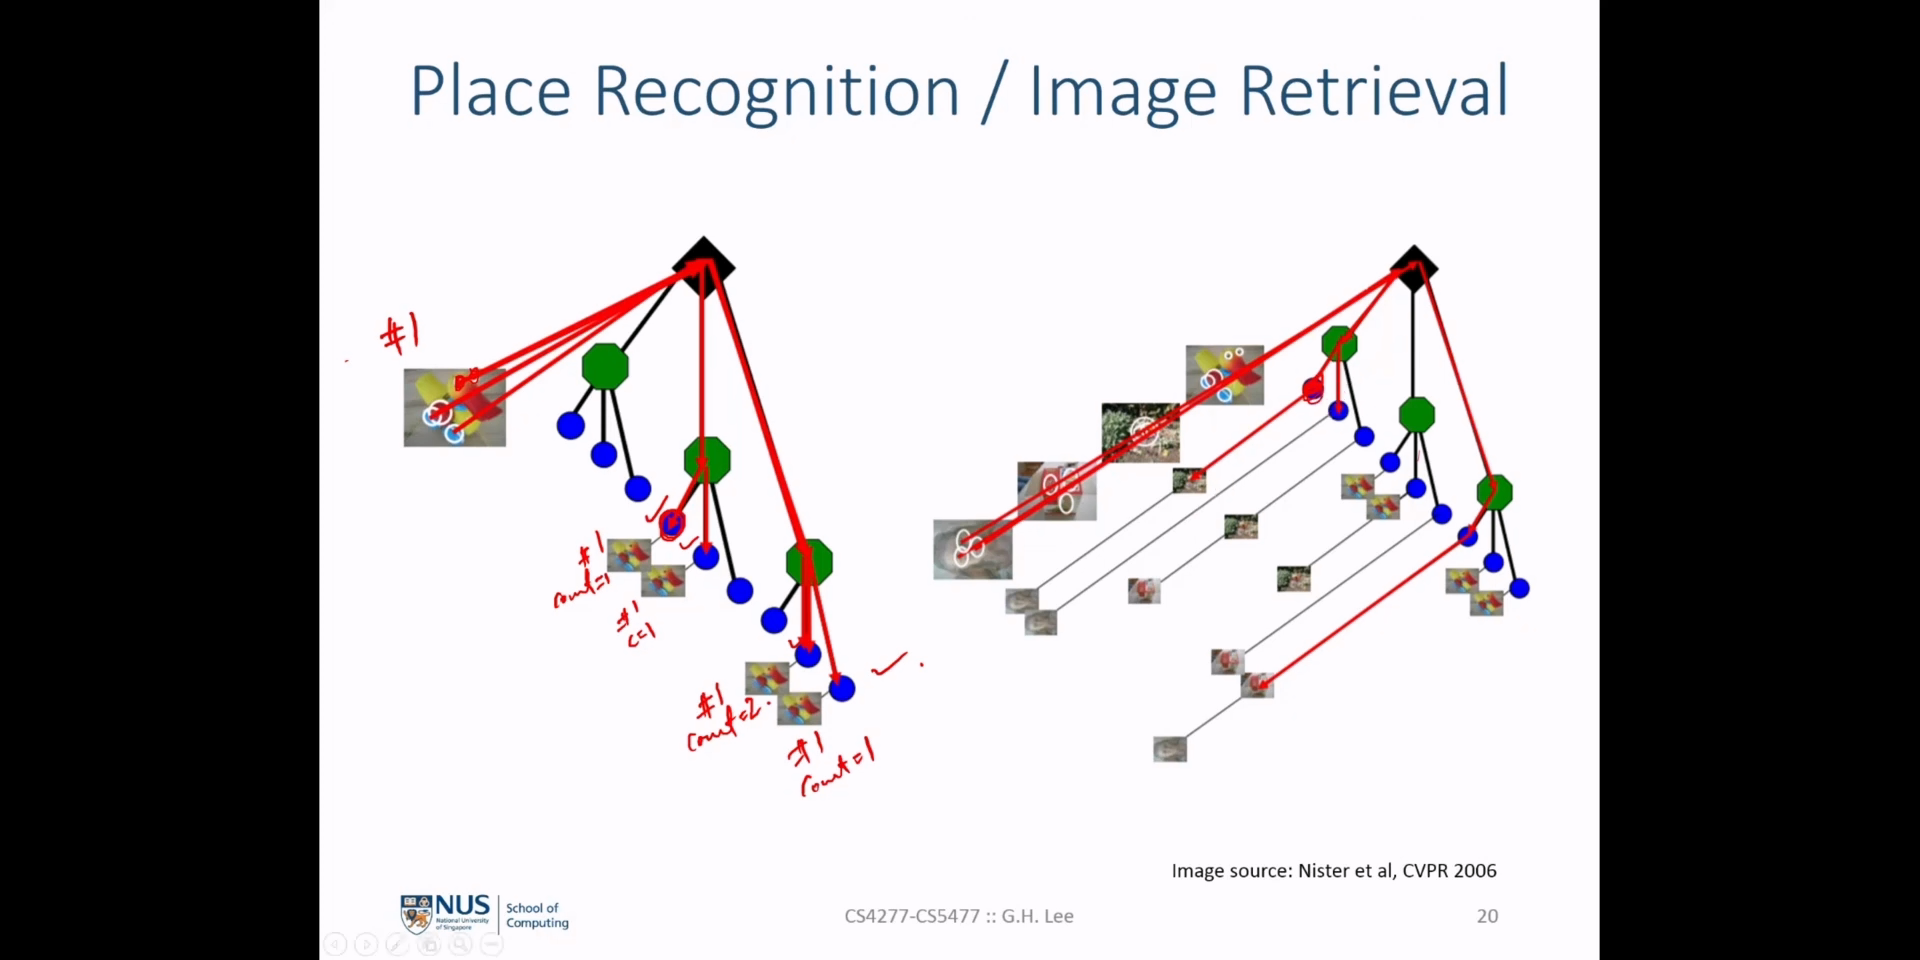 Place Recognition / Image Retrieval
#1
#1
count=1
#1
c=1
#1
count=2
#1
count=1
Image source: Nister et al, CVPR 2006
NUS
National University
of Singapore
School of
Computing
CS4277-CS5477 :: G.H. Lee
20